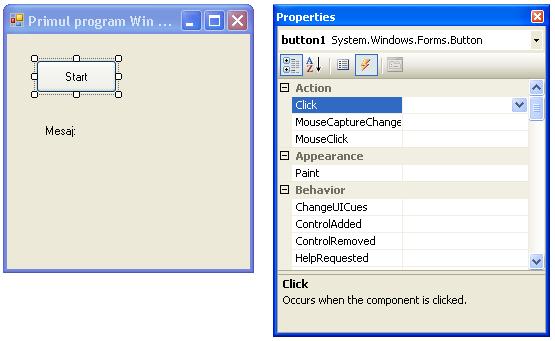 Primul program Win ...
Start
Mesaj:
Properties
button1 System.Windows.Forms.Button
Action
Click
MouseCaptureChange
MouseClick
Appearance
Paint
Behavior
ChangeUICues
ControlAdded
ControlRemoved
HelpRequested
Click
Occurs when the component is clicked.